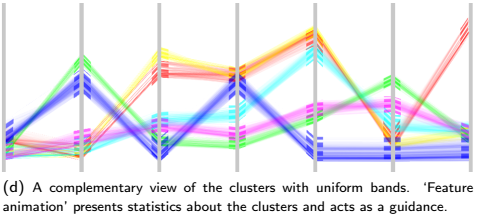 (d) A complementary view of the clusters with uniform bands. ‘Feature
animation’ presents statistics about the clusters and acts as a guidance.